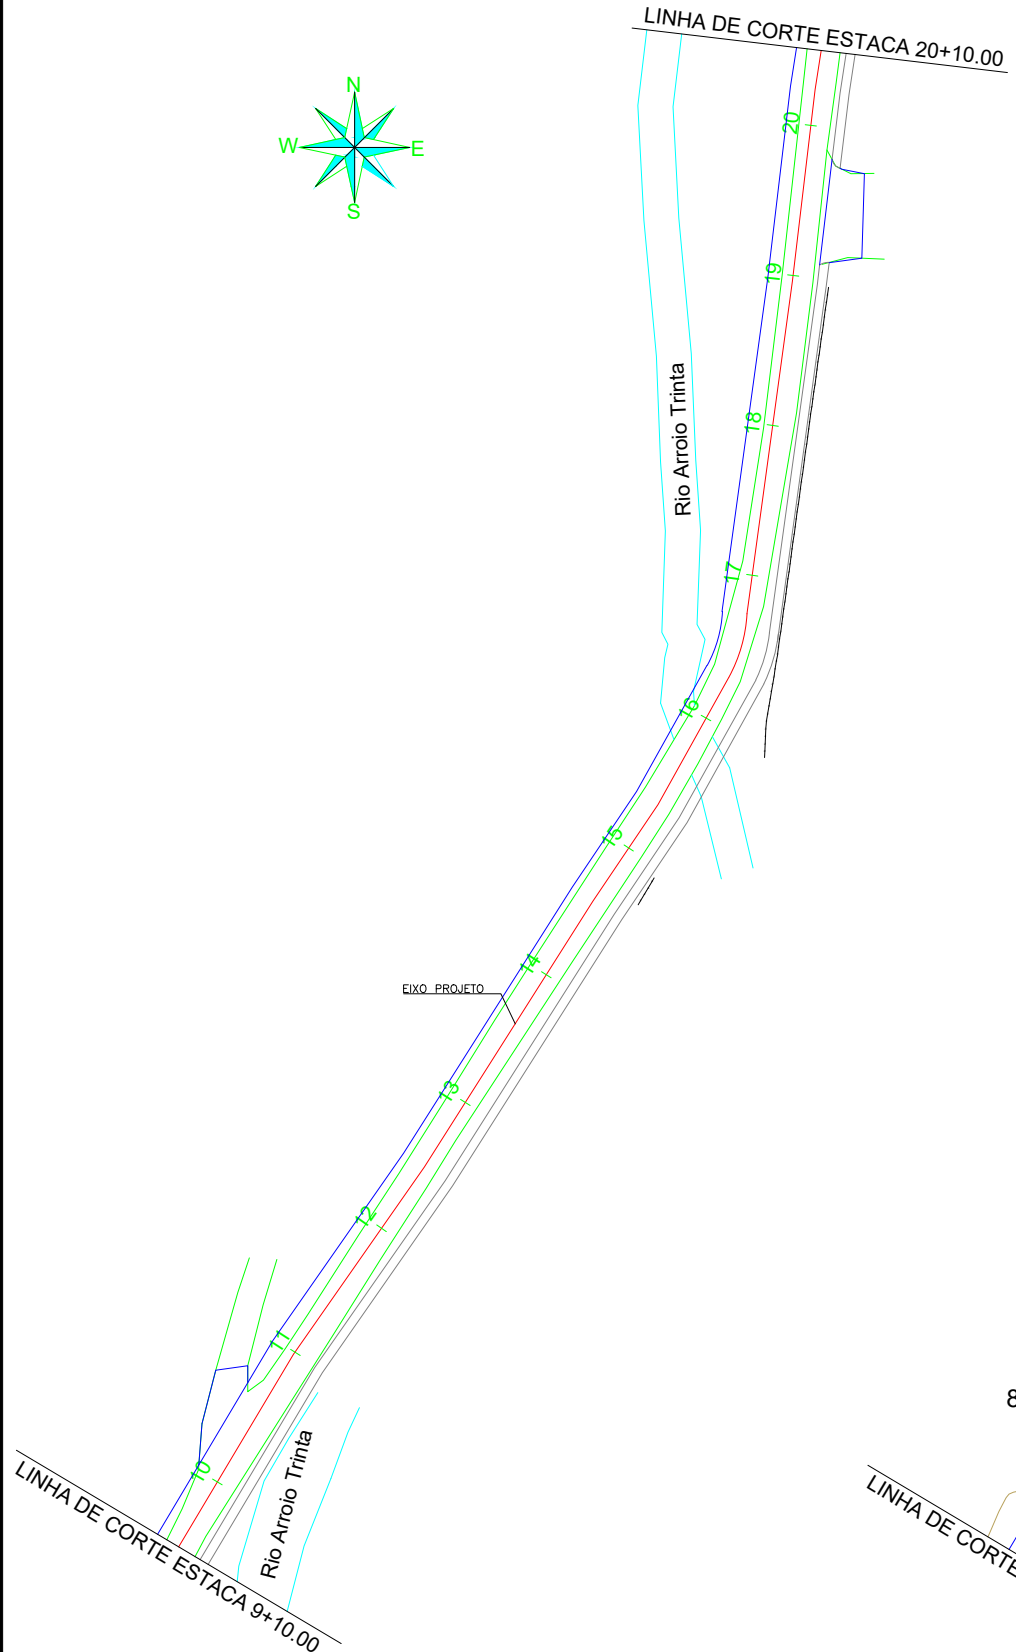 LINHA DE CORTE ESTACA 20+10.00
N
W
E
S
20
19
18
17
16
15
14
13
12
11
10
Rio Arroio Trinta
EIXO PROJETO
Rio Arroio Trinta
LINHA DE CORTE ESTACA 9+10.00
8
LINHA DE CORTE